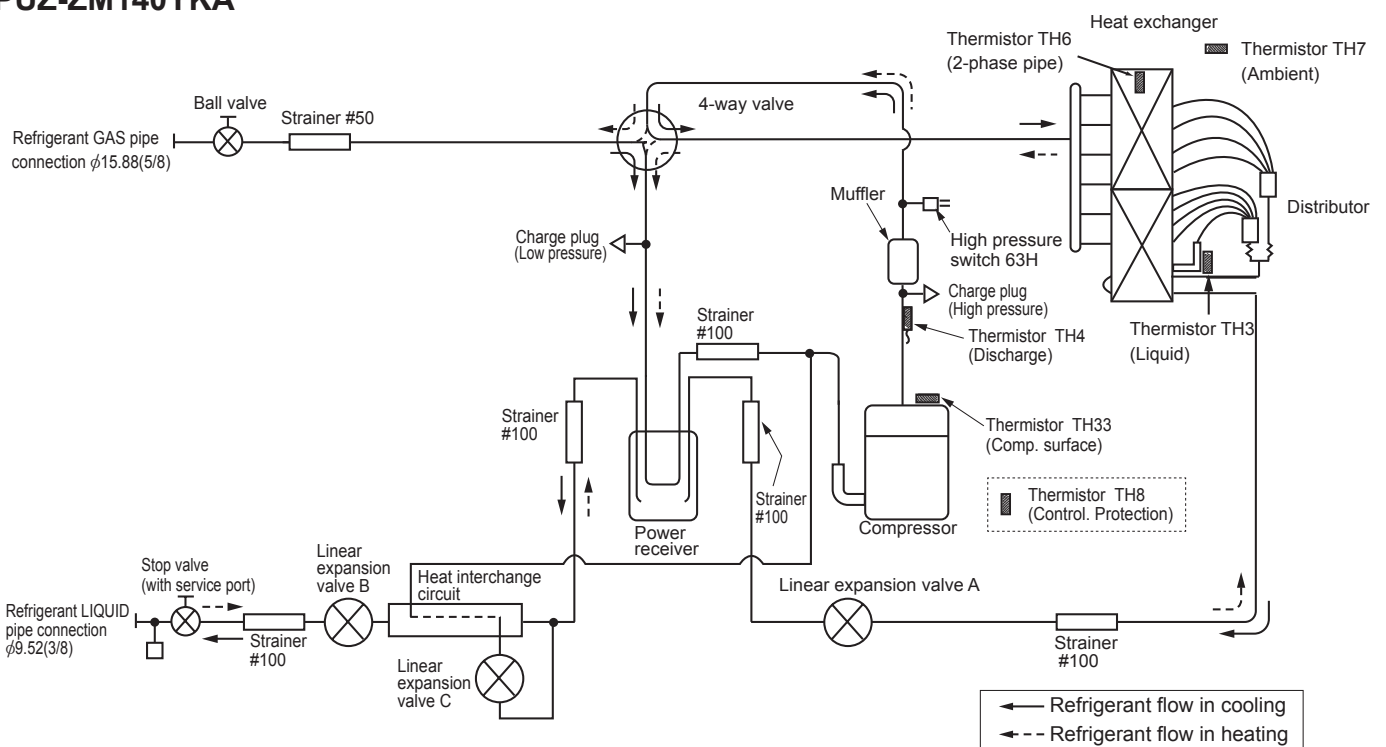 PUZ-ZM140YKA
Heat exchanger
Thermistor TH6
(2-phase pipe)
Thermistor TH7
(Ambient)
Ball valve
Strainer #50
4-way valve
Refrigerant GAS pipe
connection ϕ15.88(5/8)
Muffler
Distributor
Charge plug
(Low pressure)
High pressure
switch 63H
Charge plug
(High pressure)
Strainer
#100
Thermistor TH4
(Discharge)
Thermistor TH3
(Liquid)
Strainer
#100
Thermistor TH33
(Comp. surface)
Strainer
#100
Thermistor TH8
(Control. Protection)
Power
receiver
Compressor
Linear
expansion
valve B
Stop valve
(with service port)
Heat interchange
circuit
Linear expansion valve A
Refrigerant LIQUID
pipe connection
ϕ9.52(3/8)
Strainer
#100
Linear
expansion
valve C
Strainer
#100
Refrigerant flow in cooling
Refrigerant flow in heating